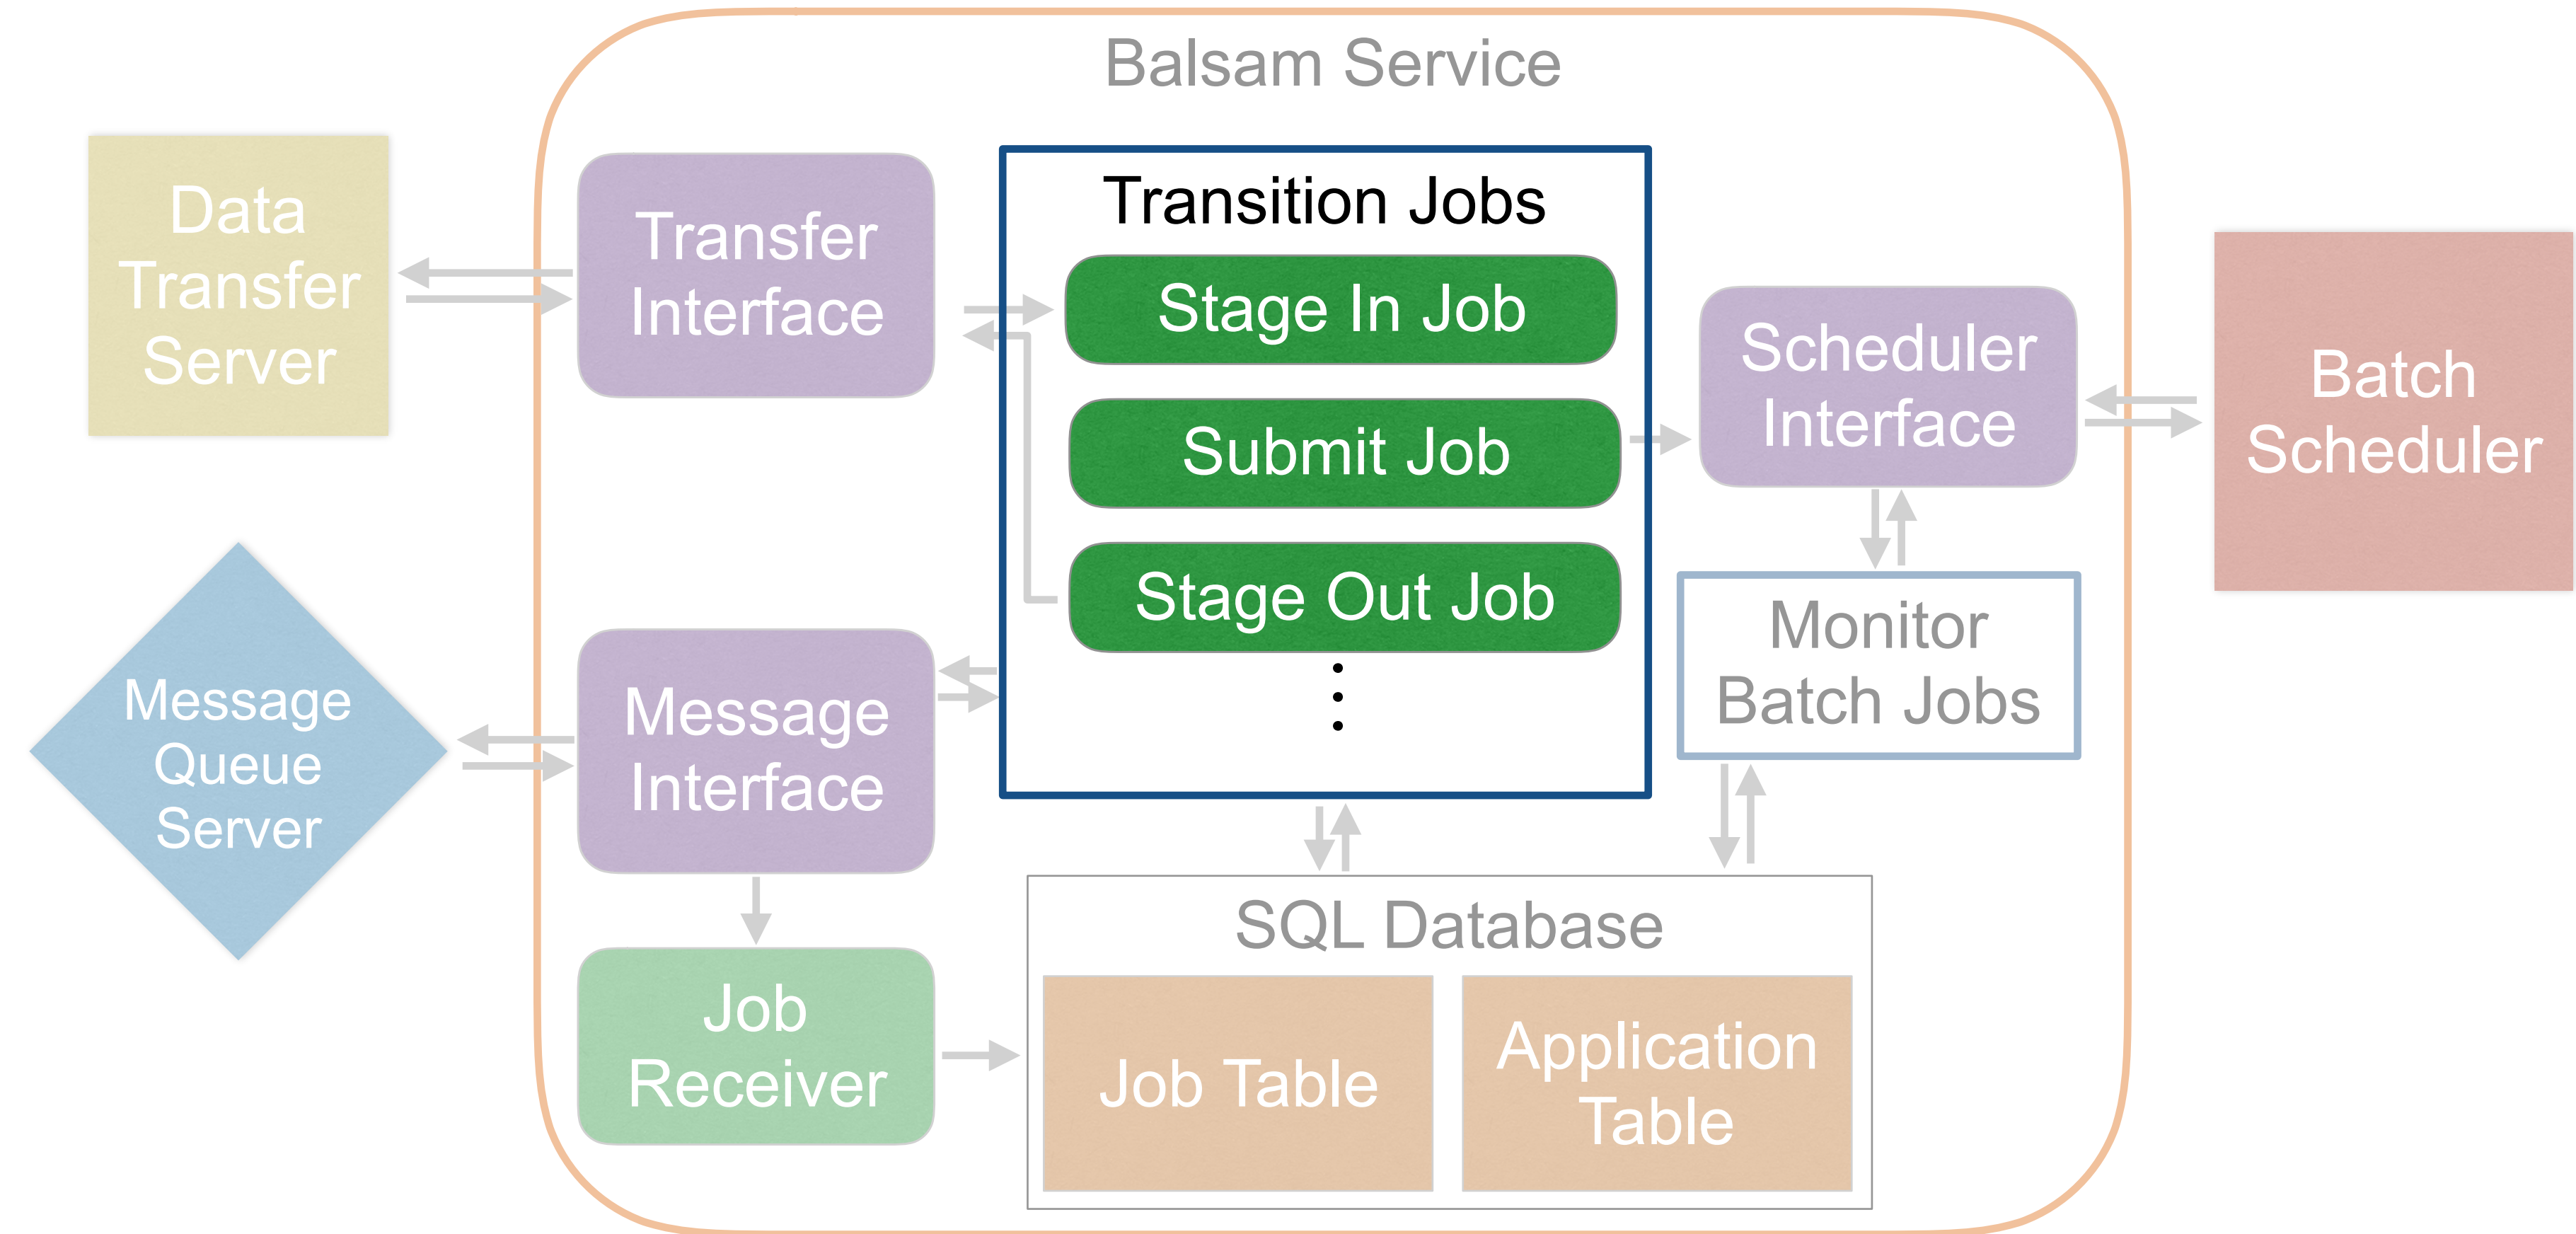 Balsam Service
Data
Transfer
Server
Transfer
Interface
Transition Jobs
Stage In Job
Submit Job
Stage Out Job
Scheduler
Interface
Batch
Scheduler
Monitor
Batch Jobs
Message
Queue
Server
Message
Interface
Job
Receiver
SQL Database
Job Table
Application
Table